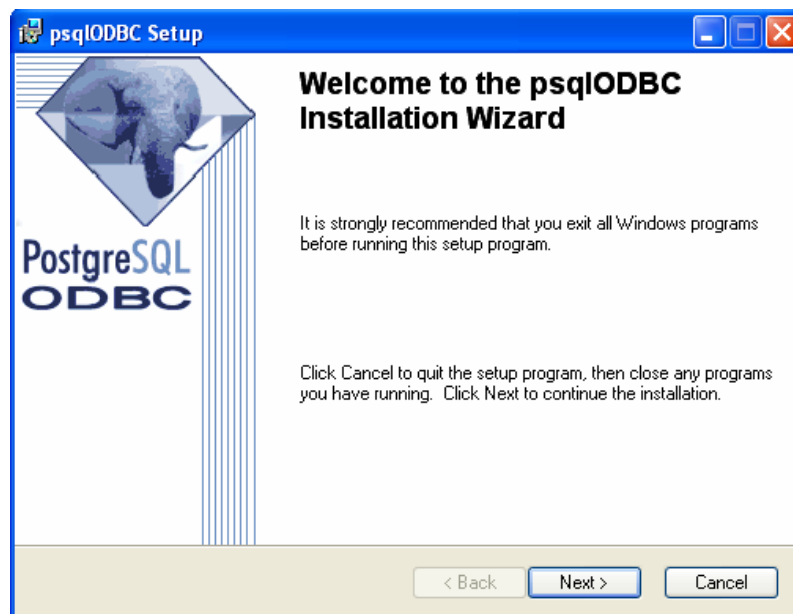 psqlODBC Setup
Welcome to the psqlODBC
Installation Wizard
It is strongly recommended that you exit all Windows programs
before running this setup program.
PostgreSQL
ODBC
Click Cancel to quit the setup program, then close any programs
you have running.  Click Next to continue the installation.
< Back
Next >
Cancel